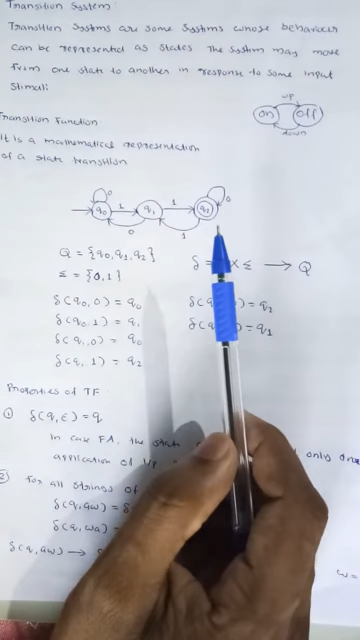 Transition System:
Transition Systems are some Systems whose behaviour
can be represented as states The System may move
from one state to another in response to some input
Stimuli
on up off
down
Transition Function
It is a mathematical representation
of a state transition
q₀ 0 1 q₁ 0 1 q₂ 0 1
Q = {q₀, q₁, q₂}
Σ = {0, 1}
δ = × Σ → Q
δ(q₀, 0) = q₀
δ(q₀, 1) = q₁
δ(q₁, 0) = q₀
δ(q₁, 1) = q₂
δ(q ) = q₂
δ(q ) = q₁
Properties of TF
① δ(q, ε) = q
In case FA, the state only
application of I/P
② For all strings
δ(q, aw) = δ
δ(q, wa) =
δ(q, aw) →
w =